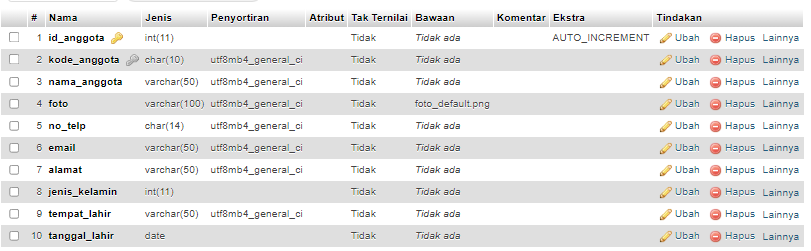 # Nama Jenis Penyortiran Atribut Tak Ternilai Bawaan Komentar Ekstra Tindakan
1 id_anggota int(11) Tidak Tidak ada AUTO_INCREMENT Ubah Hapus Lainnya
2 kode_anggota char(10) utf8mb4_general_ci Tidak Tidak ada Ubah Hapus Lainnya
3 nama_anggota varchar(50) utf8mb4_general_ci Tidak Tidak ada Ubah Hapus Lainnya
4 foto varchar(100) utf8mb4_general_ci Tidak foto_default.png Ubah Hapus Lainnya
5 no_telp char(14) utf8mb4_general_ci Tidak Tidak ada Ubah Hapus Lainnya
6 email varchar(50) utf8mb4_general_ci Tidak Tidak ada Ubah Hapus Lainnya
7 alamat varchar(50) utf8mb4_general_ci Tidak Tidak ada Ubah Hapus Lainnya
8 jenis_kelamin int(11) Tidak Tidak ada Ubah Hapus Lainnya
9 tempat_lahir varchar(50) utf8mb4_general_ci Tidak Tidak ada Ubah Hapus Lainnya
10 tanggal_lahir date Tidak Tidak ada Ubah Hapus Lainnya